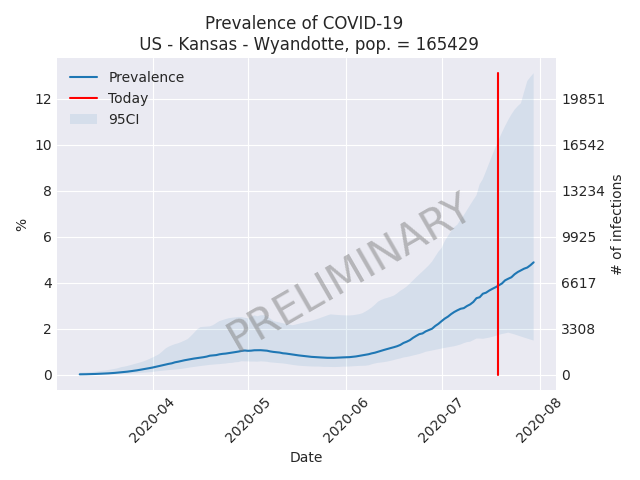 Prevalence of COVID-19
US - Kansas - Wyandotte, pop. = 165429
Prevalence
Today
95CI
PRELIMINARY
%
0
2
4
6
8
10
12
0
3308
6617
9925
13234
16542
19851
# of infections
2020-04
2020-05
2020-06
2020-07
2020-08
Date